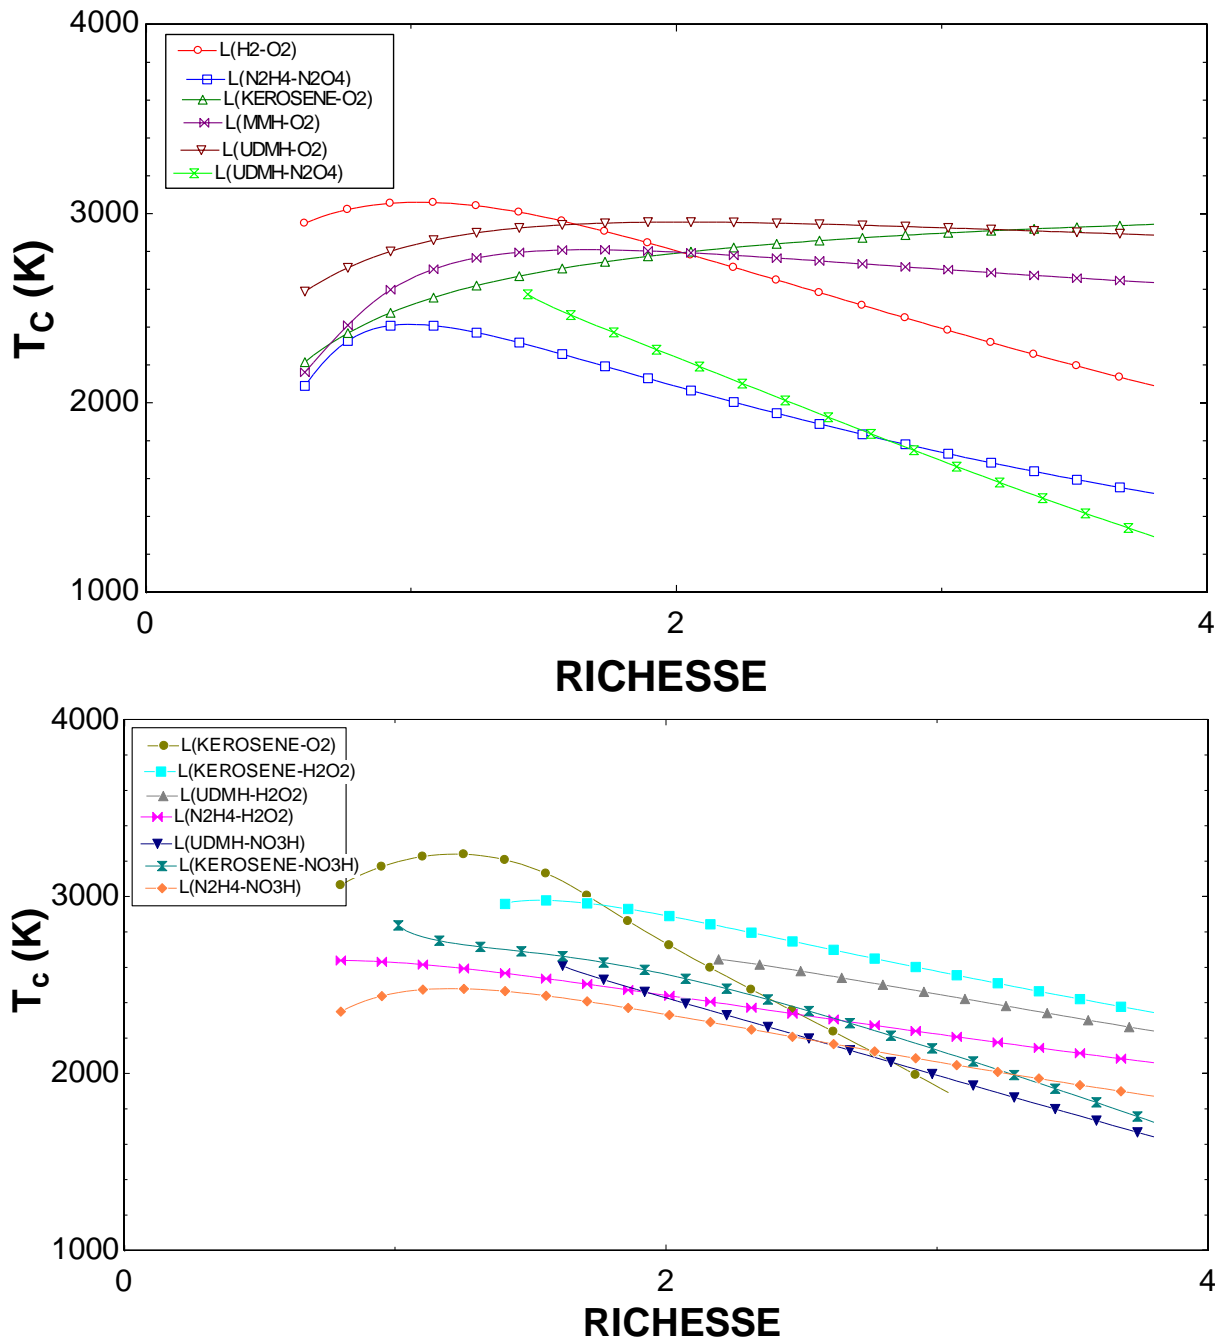 4000
L(H2-O2)
L(N2H4-N2O4)
L(KEROSENE-O2)
L(MMH-O2)
L(UDMH-O2)
L(UDMH-N2O4)
3000
TC (K)
2000
1000
0
2
4
RICHESSE
4000
L(KEROSENE-O2)
L(KEROSENE-H2O2)
L(UDMH-H2O2)
L(N2H4-H2O2)
L(UDMH-NO3H)
L(KEROSENE-NO3H)
L(N2H4-NO3H)
3000
Tc (K)
2000
1000
0
2
4
RICHESSE